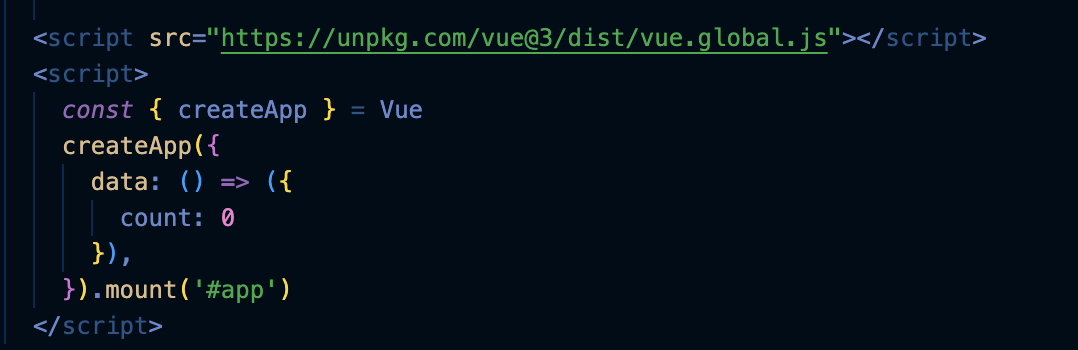 <script src="https://unpkg.com/vue@3/dist/vue.global.js"></script>
<script>
const { createApp } = Vue
createApp({
data: () => ({
count: 0
}),
}).mount('#app')
</script>